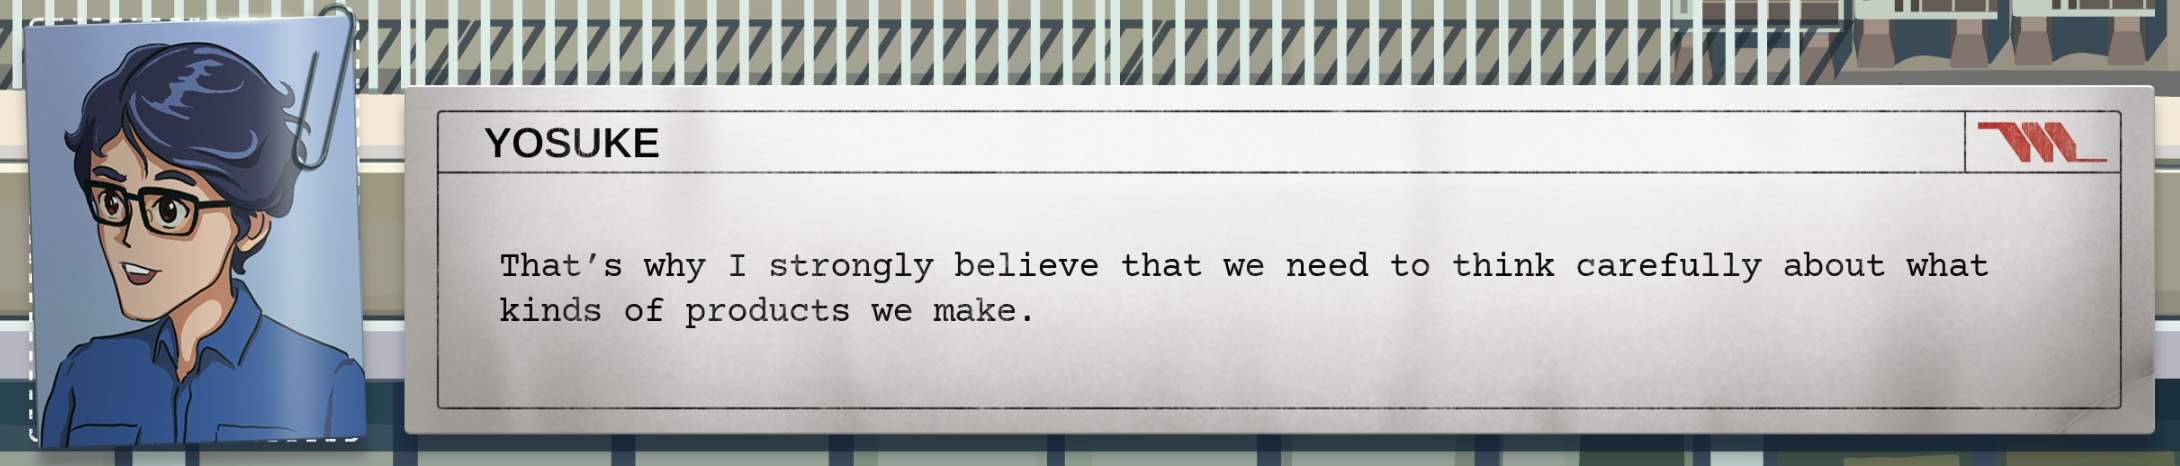 YOSUKE
That's why I strongly believe that we need to think carefully about what
kinds of products we make.